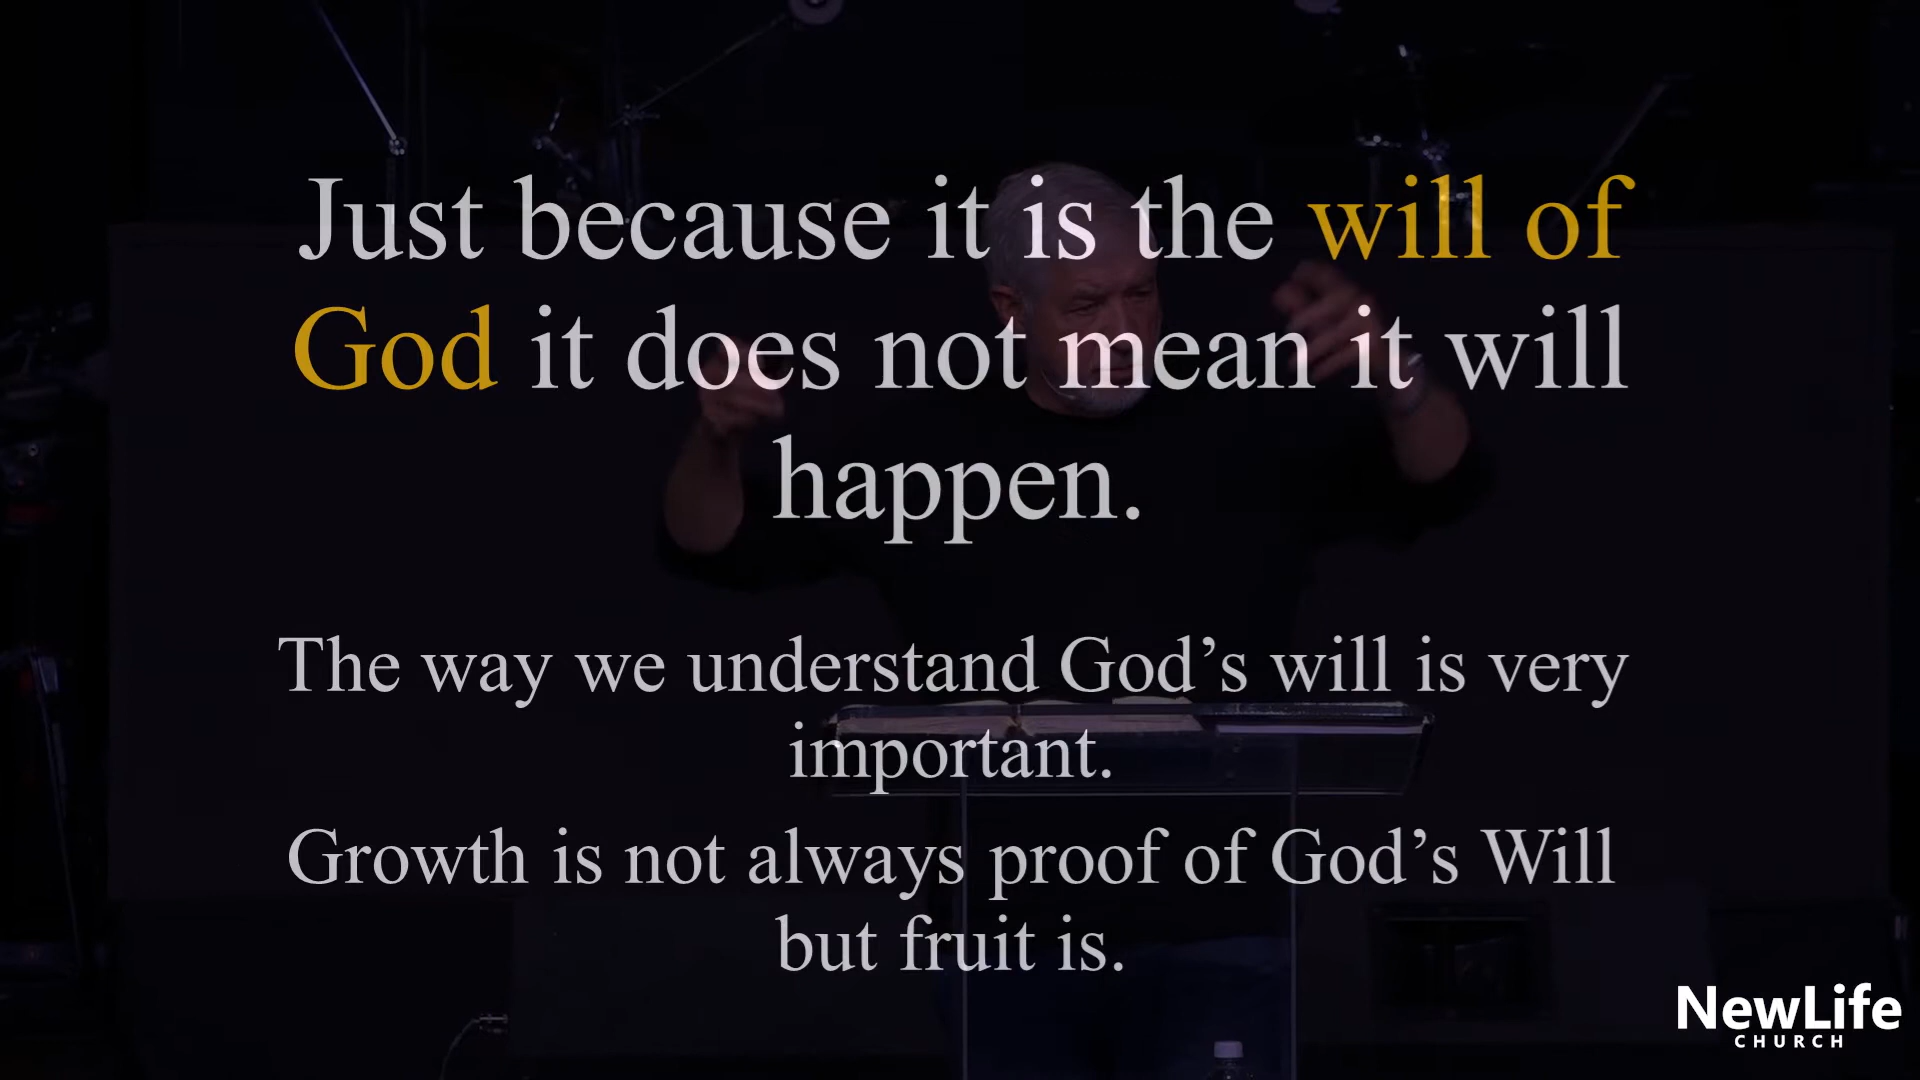 Just because it is the will of
God it does not mean it will
happen.
The way we understand God’s will is very
important.
Growth is not always proof of God’s Will
but fruit is.
NewLife
CHURCH